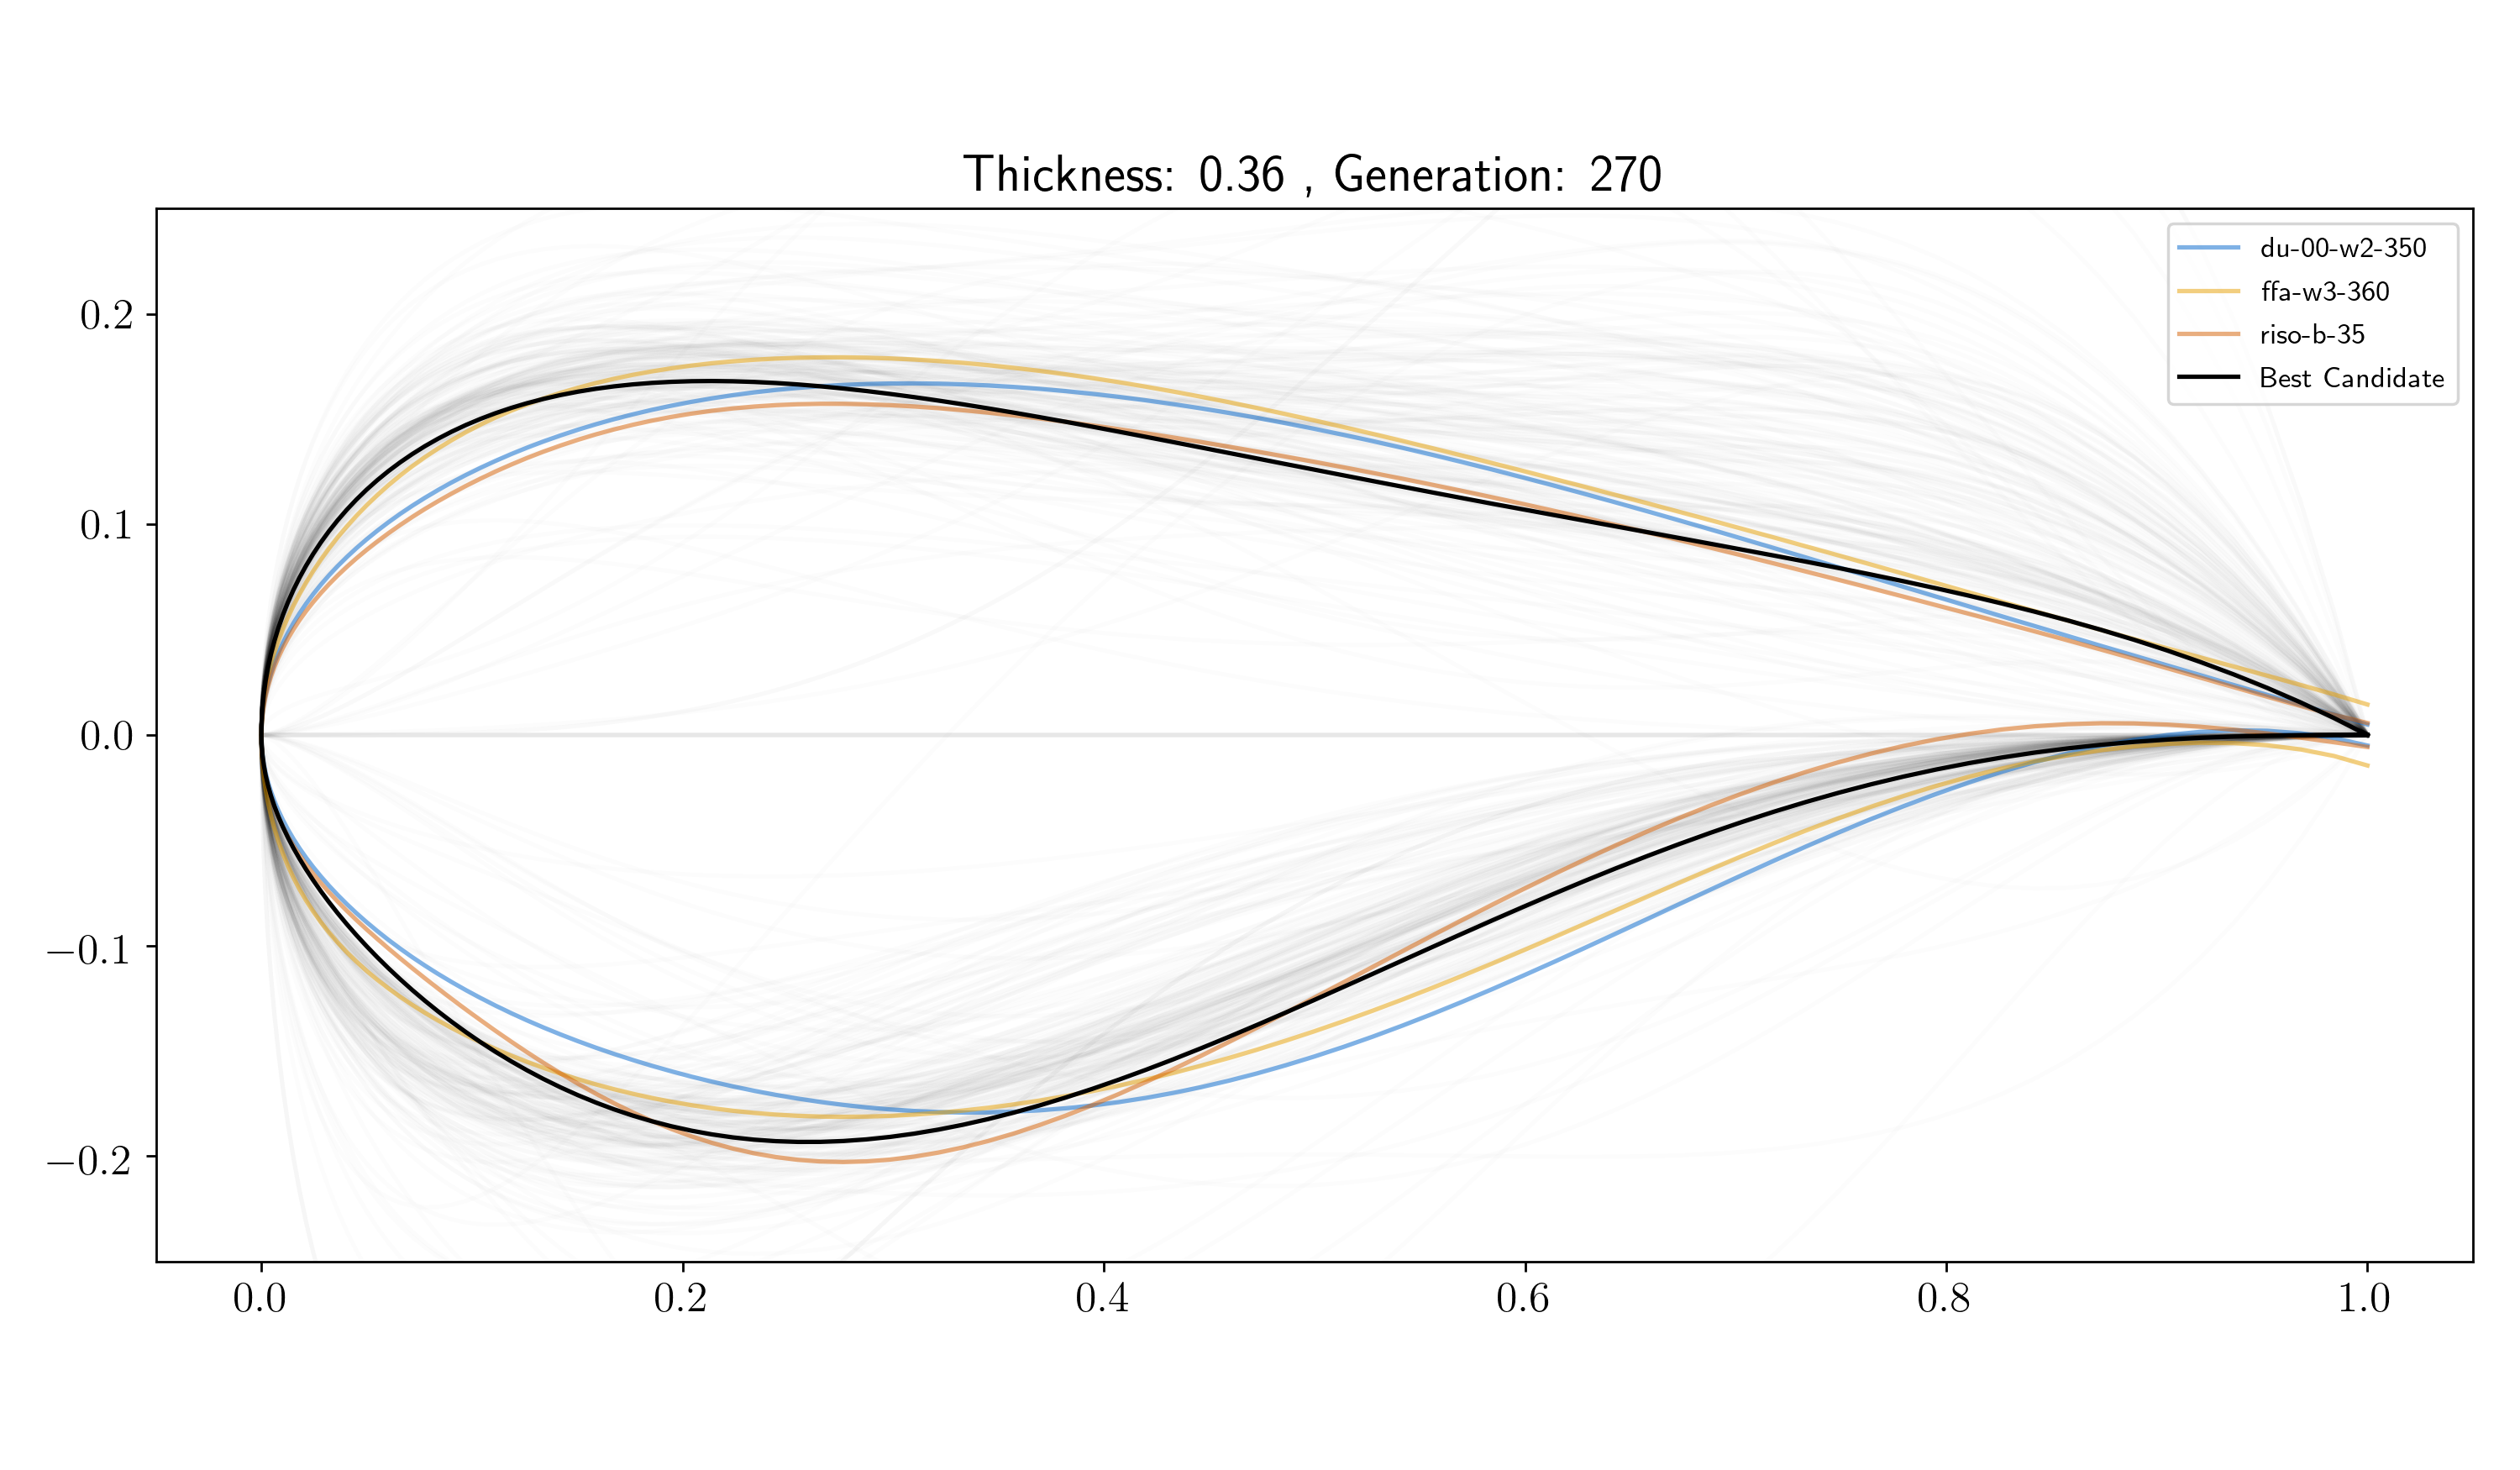 Thickness: 0.36 , Generation: 270
du-00-w2-350
ffa-w3-360
riso-b-35
Best Candidate
0.2
0.1
0.0
−0.1
−0.2
0.0 0.2 0.4 0.6 0.8 1.0